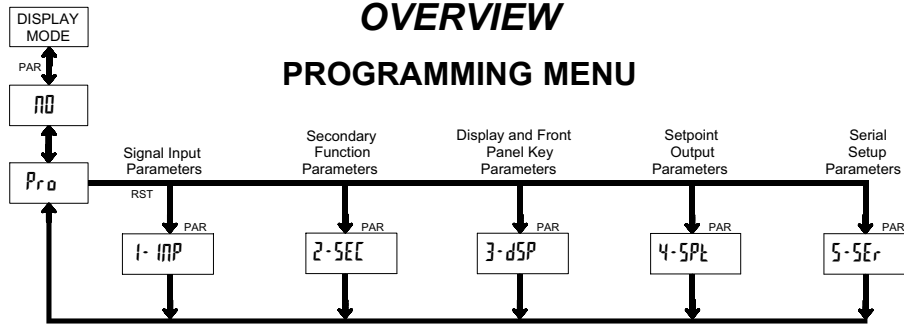 OVERVIEW
PROGRAMMING MENU
DISPLAY
MODE
PAR
NO
Pro
Signal Input
Parameters
Secondary
Function
Parameters
Display and Front
Panel Key
Parameters
Setpoint
Output
Parameters
Serial
Setup
Parameters
RST
PAR
PAR
PAR
PAR
PAR
1-INP
2-SEC
3-dSP
4-SPt
5-SEr